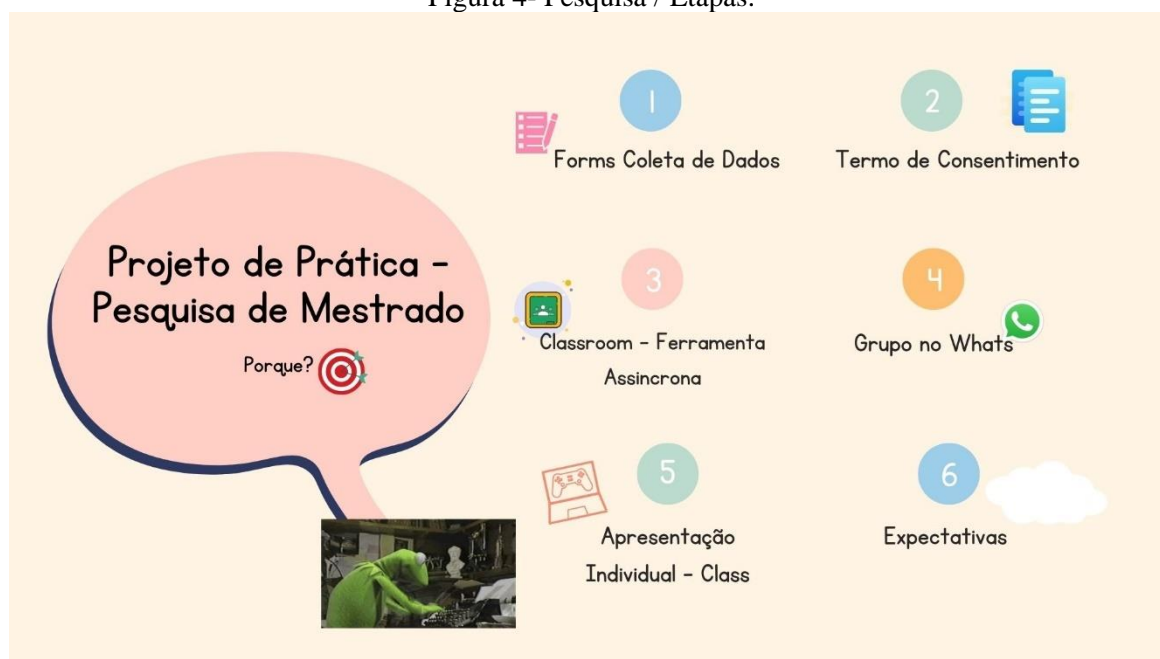 Figura 4- Pesquisa / Etapas.
Projeto de Prática -
Pesquisa de Mestrado
Porque?
1
Forms Coleta de Dados
2
Termo de Consentimento
3
Classroom - Ferramenta
Assincrona
4
Grupo no Whats
5
Apresentação
Individual - Class
6
Expectativas